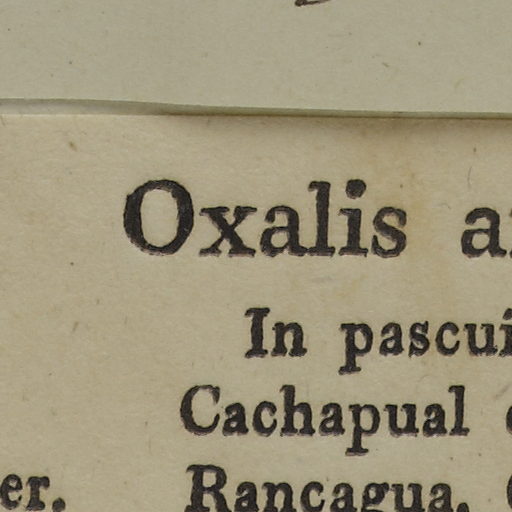 Oxalis
In
Cachapual
er. Rancagua,